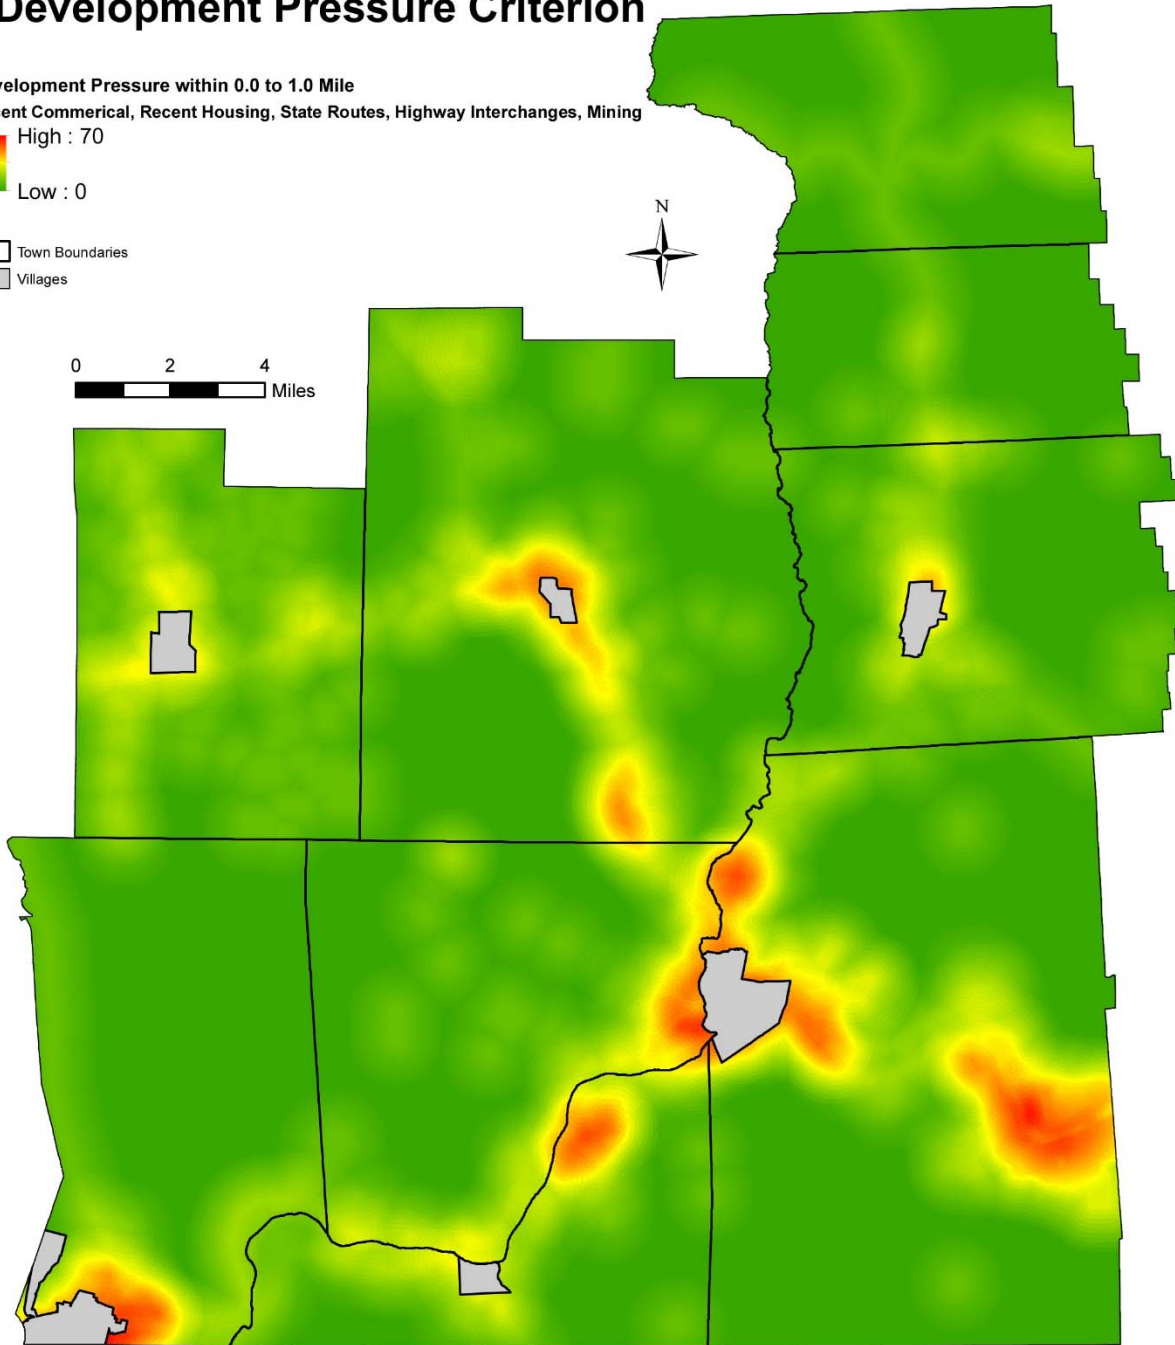 Development Pressure Criterion
velopment Pressure within 0.0 to 1.0 Mile
ent Commerical, Recent Housing, State Routes, Highway Interchanges, Mining
High : 70
Low : 0
N
Town Boundaries
Villages
0 2 4
Miles